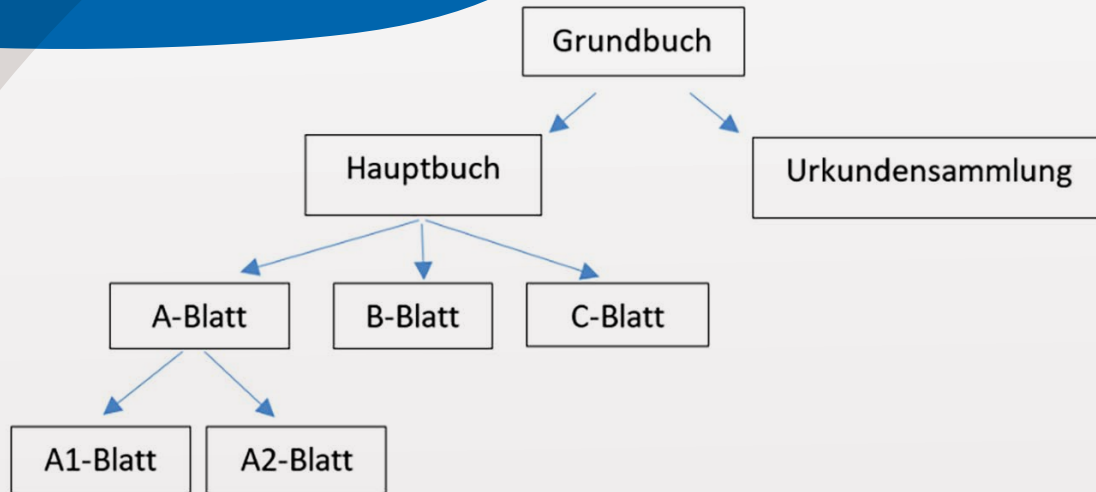 Grundbuch
Hauptbuch
Urkundensammlung
A-Blatt
B-Blatt
C-Blatt
A1-Blatt
A2-Blatt